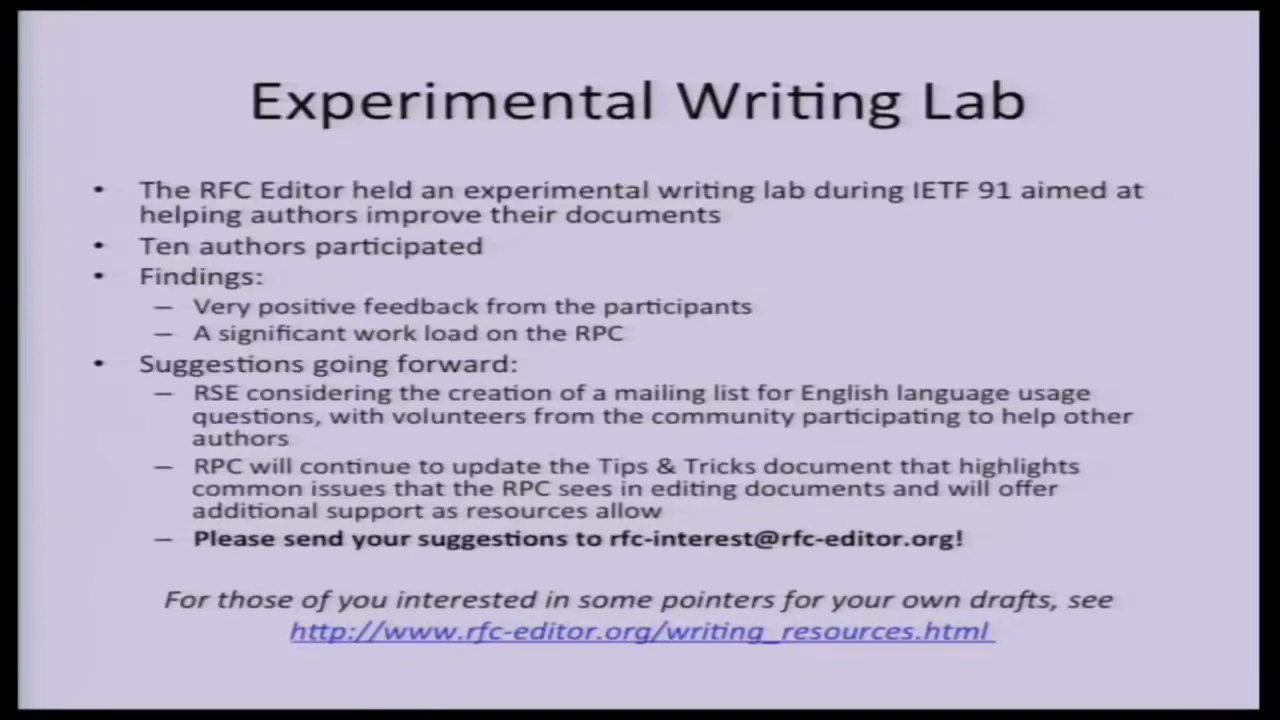 Experimental Writing Lab
• The RFC Editor held an experimental writing lab during IETF 91 aimed at
helping authors improve their documents
• Ten authors participated
• Findings:
– Very positive feedback from the participants
– A significant work load on the RPC
• Suggestions going forward:
– RSE considering the creation of a mailing list for English language usage
questions, with volunteers from the community participating to help other
authors
– RPC will continue to update the Tips & Tricks document that highlights
common issues that the RPC sees in editing documents and will offer
additional support as resources allow
– Please send your suggestions to rfc-interest@rfc-editor.org!
For those of you interested in some pointers for your own drafts, see
http://www.rfc-editor.org/writing_resources.html